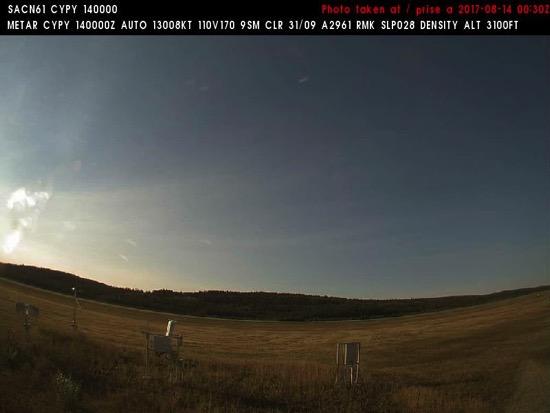 SACN61 CYPY 140000
Photo taken at / prise a 2017-08-14 00:30Z
METAR CYPY 140000Z AUTO 13008KT 110V170 9SM CLR 31/09 A2961 RMK SLP028 DENSITY ALT 3100FT